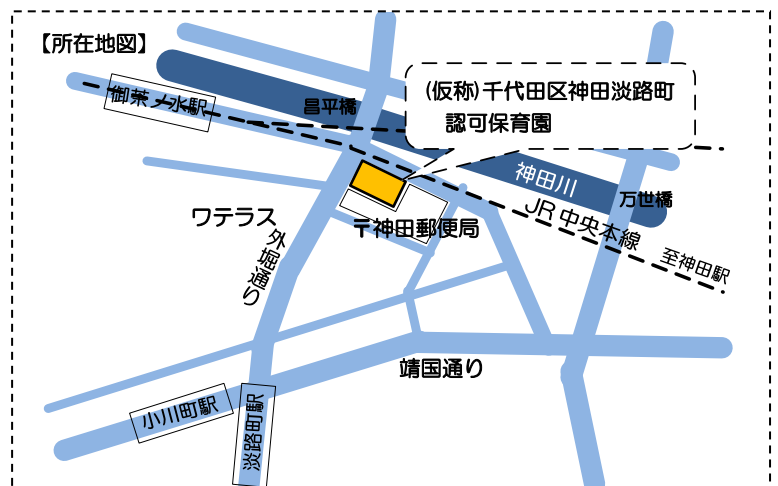 【所在地図】
御茶ノ水駅
昌平橋
(仮称)千代田区神田淡路町
認可保育園
神田川
万世橋
ワテラス
〒神田郵便局
JR中央本線
外堀通り
至神田駅
靖国通り
小川町駅
淡路町駅